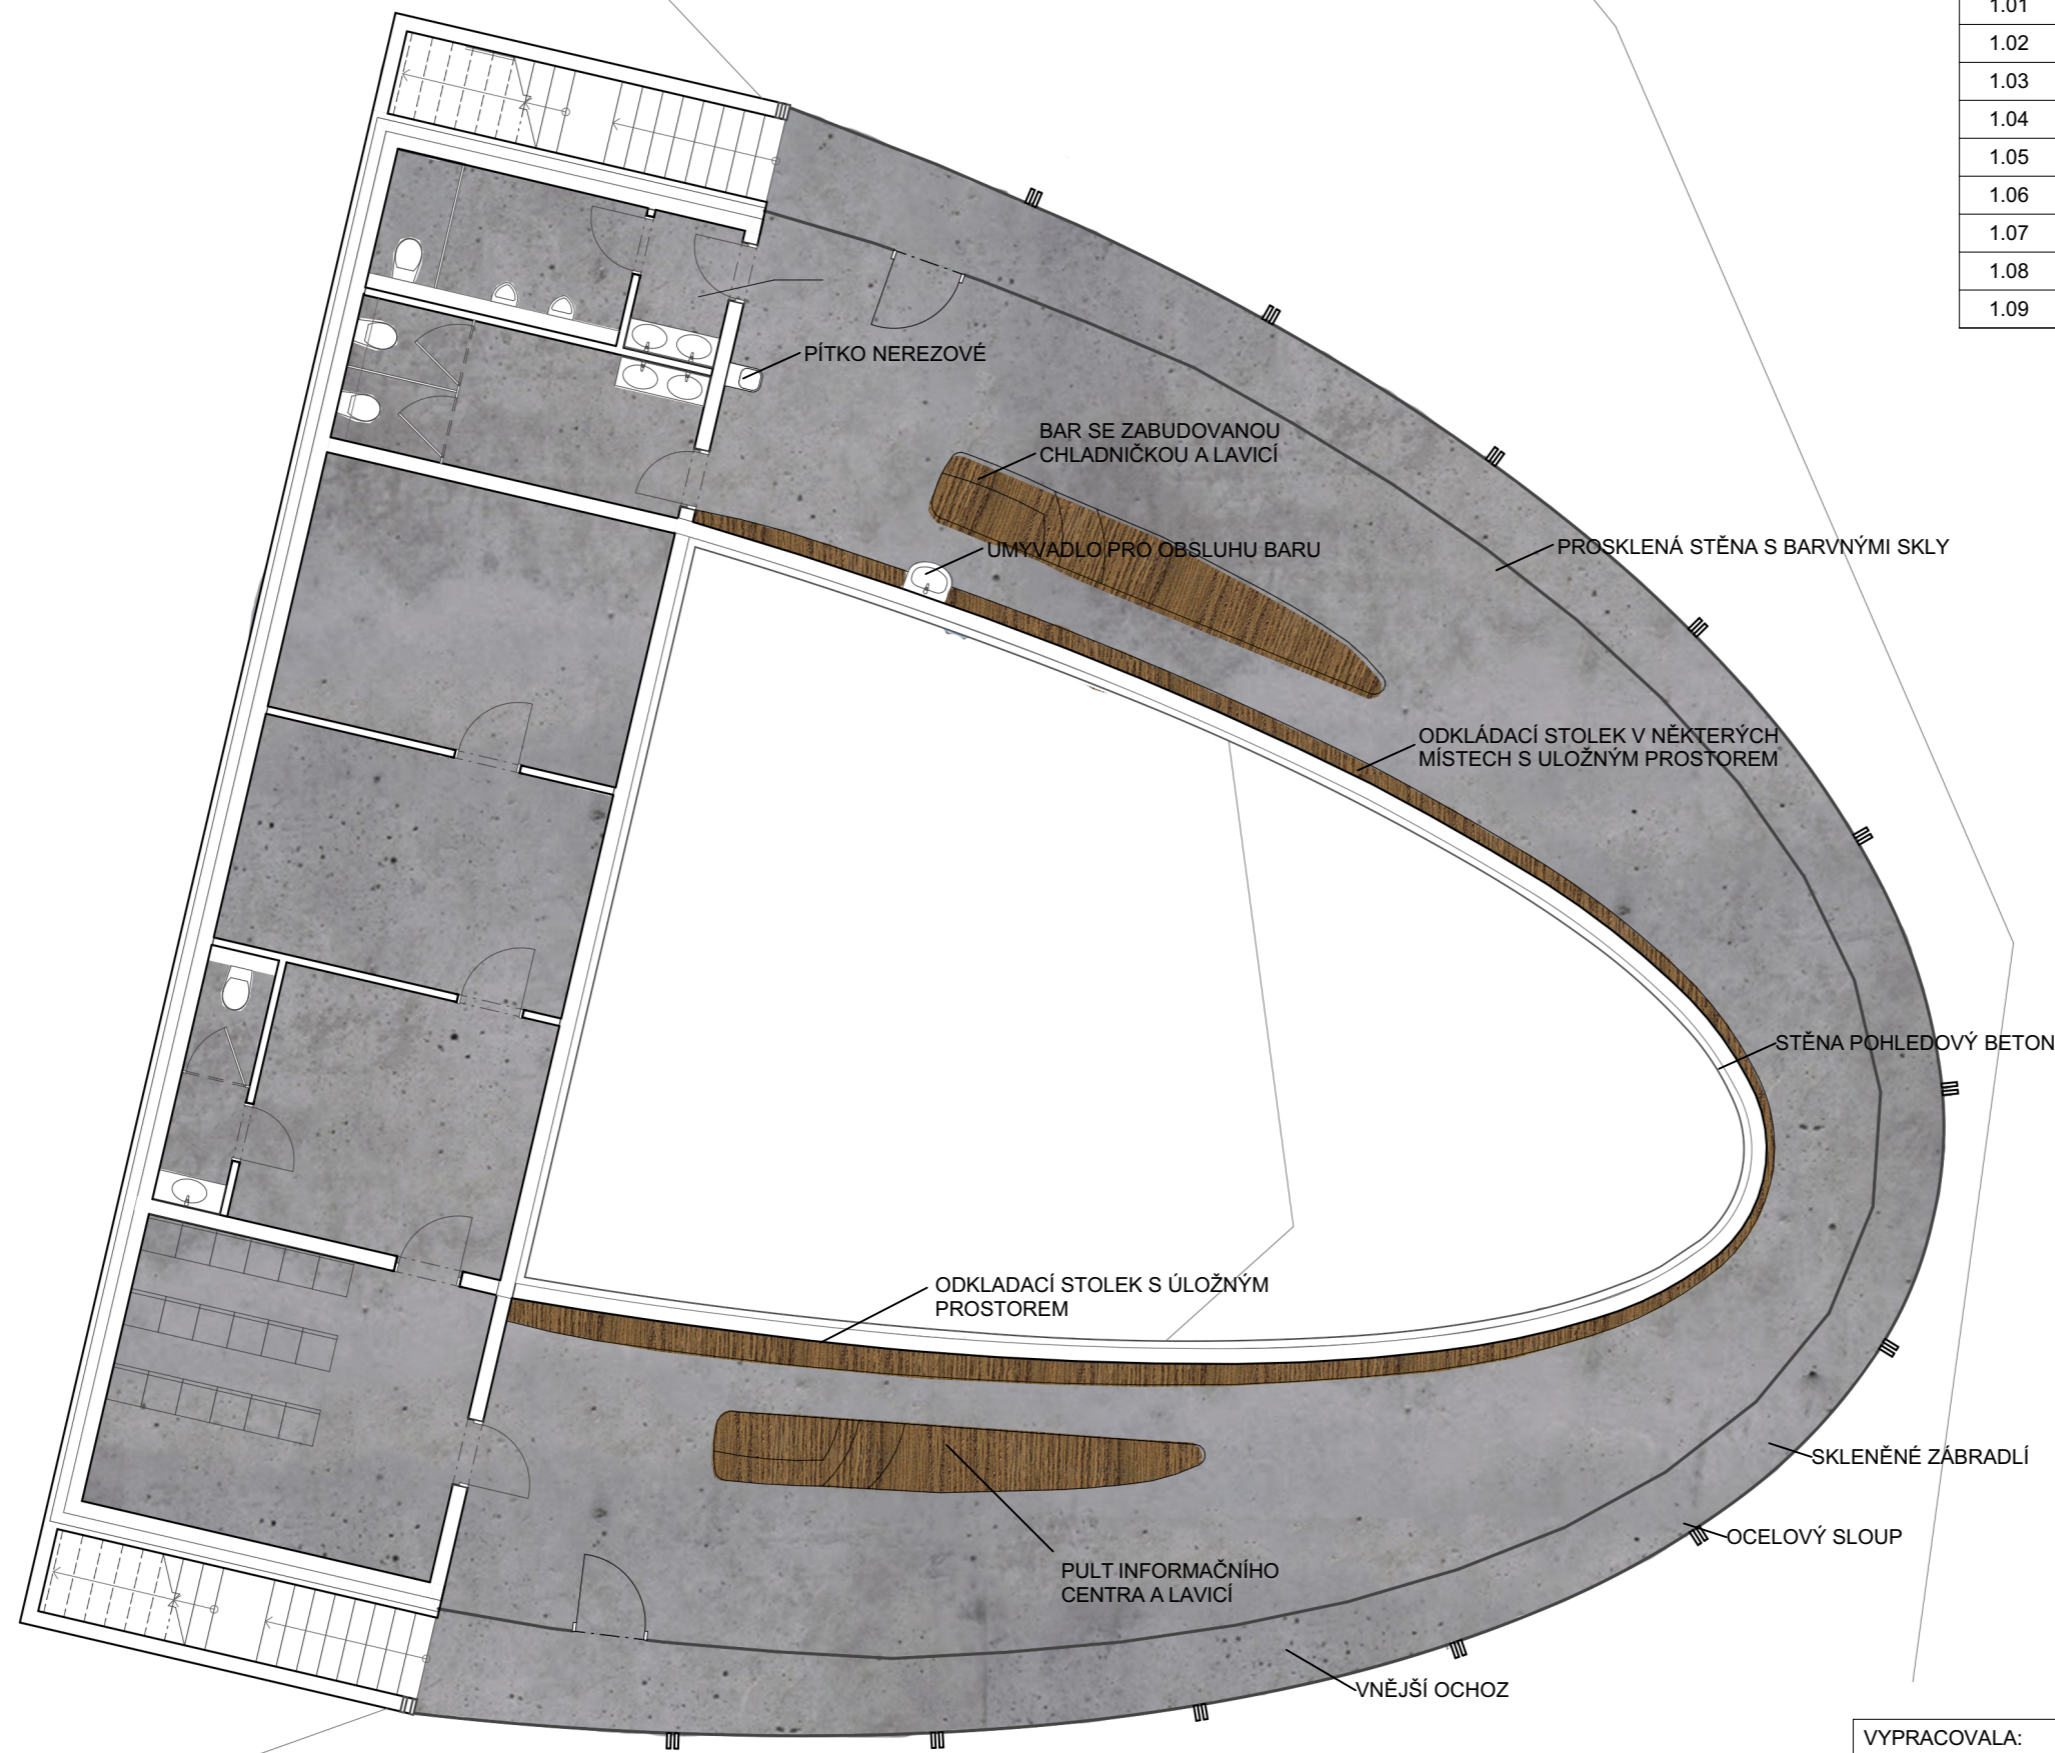 1.01
1.02
1.03
1.04
1.05
1.06
1.07
1.08
1.09
PÍTKO NEREZOVÉ
BAR SE ZABUDOVANOU
CHLADNIČKOU A LAVICÍ
UMYVADLO PRO OBSLUHU BARU
PROSKLENÁ STĚNA S BARVNÝMI SKLY
ODKLÁDACÍ STOLEK V NĚKTERÝCH
MÍSTECH S ULOŽNÝM PROSTOREM
STĚNA POHLEDOVÝ BETON
ODKLADACÍ STOLEK S ÚLOŽNÝM
PROSTOREM
SKLENĚNÉ ZÁBRADLÍ
OCELOVÝ SLOUP
PULT INFORMAČNÍHO
CENTRA A LAVICÍ
VNĚJŠÍ OCHOZ
VYPRACOVALA: